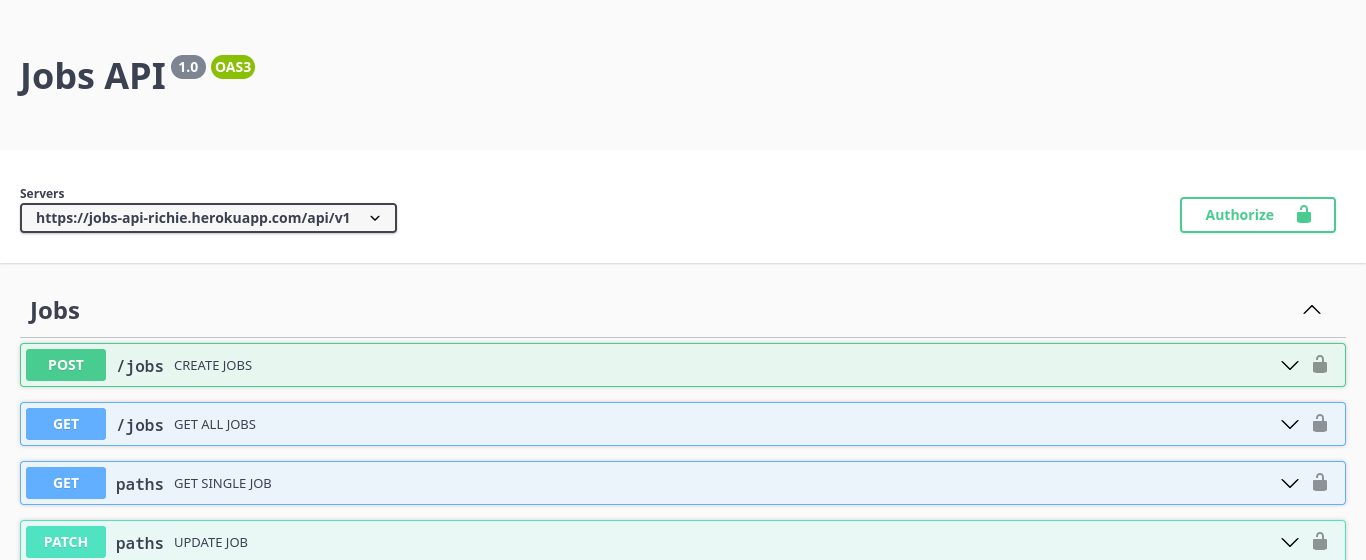 Jobs API 1.0 OAS3
Servers
https://jobs-api-richie.herokuapp.com/api/v1
Authorize
Jobs
POST /jobs CREATE JOBS
GET /jobs GET ALL JOBS
GET paths GET SINGLE JOB
PATCH paths UPDATE JOB